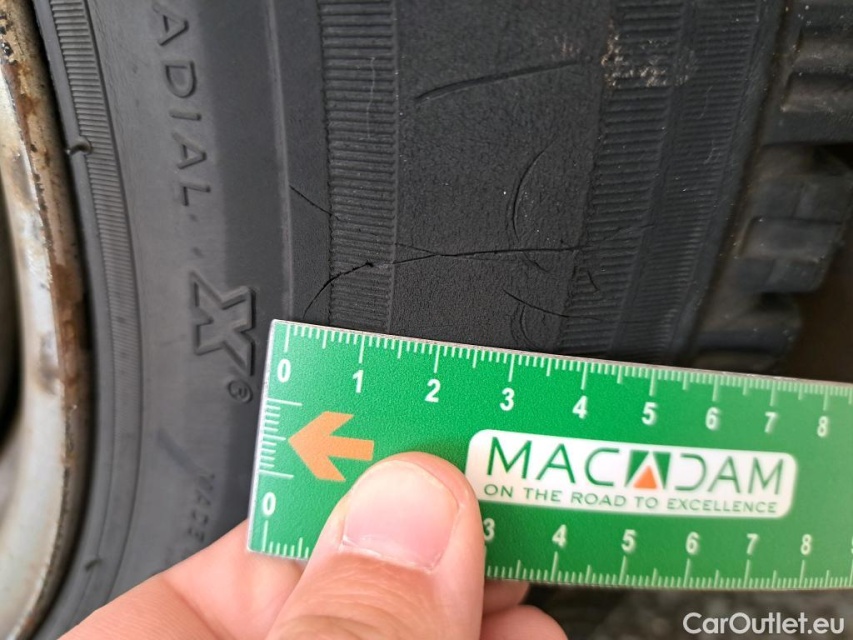 ADIAL · X®
0 1 2 3 4 5 6 7 8
MACADAM
ON THE ROAD TO EXCELLENCE
0 3 4 5 6 7 8
CarOutlet.eu